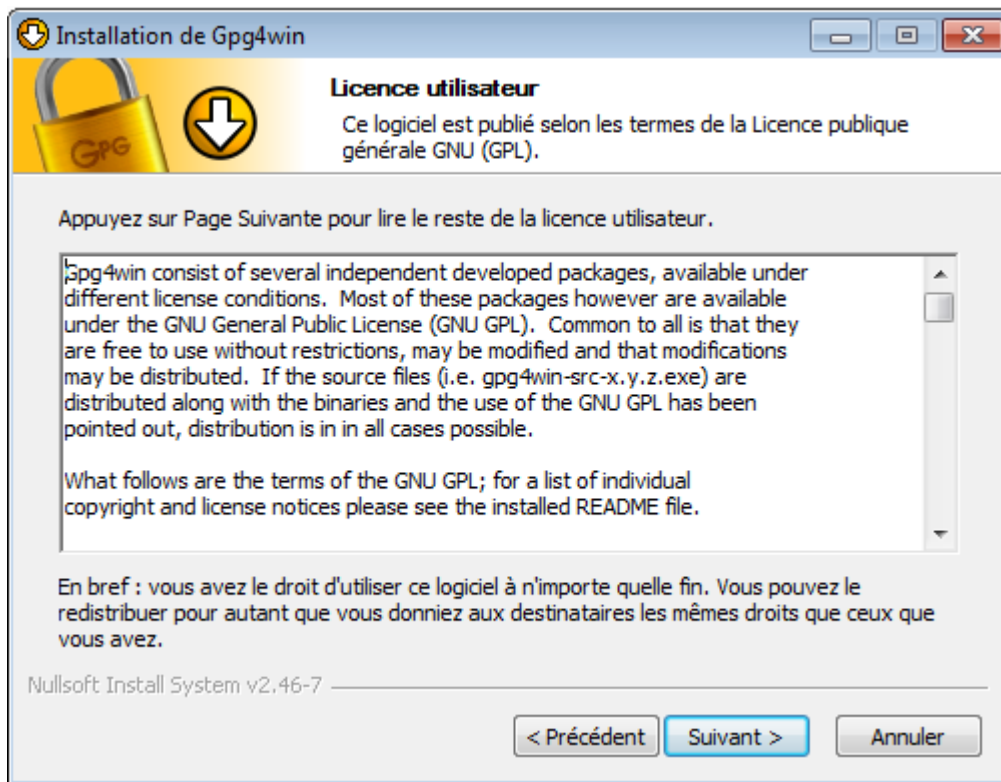 Installation de Gpg4win
GPG
Licence utilisateur
Ce logiciel est publié selon les termes de la Licence publique
générale GNU (GPL).
Appuyez sur Page Suivante pour lire le reste de la licence utilisateur.
Gpg4win consist of several independent developed packages, available under
different license conditions.  Most of these packages however are available
under the GNU General Public License (GNU GPL).  Common to all is that they
are free to use without restrictions, may be modified and that modifications
may be distributed.  If the source files (i.e. gpg4win-src-x.y.z.exe) are
distributed along with the binaries and the use of the GNU GPL has been
pointed out, distribution is in in all cases possible.
What follows are the terms of the GNU GPL; for a list of individual
copyright and license notices please see the installed README file.
En bref : vous avez le droit d'utiliser ce logiciel à n'importe quelle fin. Vous pouvez le
redistribuer pour autant que vous donniez aux destinataires les mêmes droits que ceux que
vous avez.
Nullsoft Install System v2.46-7
< Précédent
Suivant >
Annuler